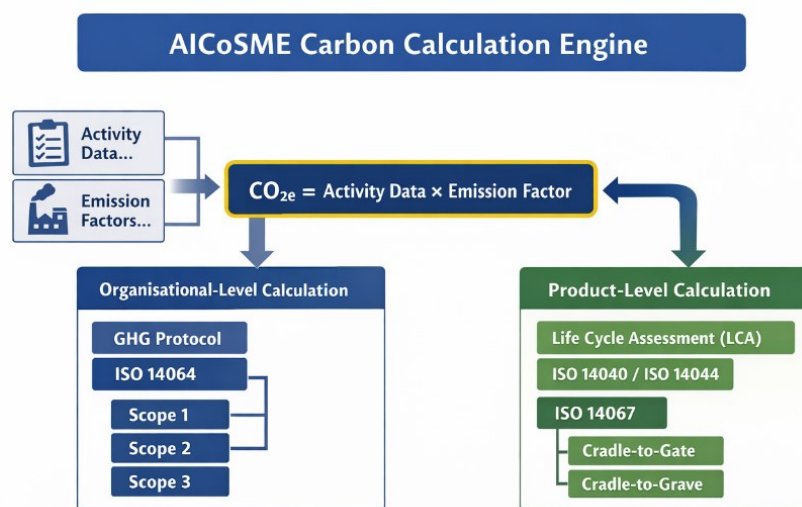 AICoSME Carbon Calculation Engine
Activity
Data...
Emission
Factors...
CO₂e = Activity Data × Emission Factor
Organisational-Level Calculation
GHG Protocol
ISO 14064
Scope 1
Scope 2
Scope 3
Product-Level Calculation
Life Cycle Assessment (LCA)
ISO 14040 / ISO 14044
ISO 14067
Cradle-to-Gate
Cradle-to-Grave